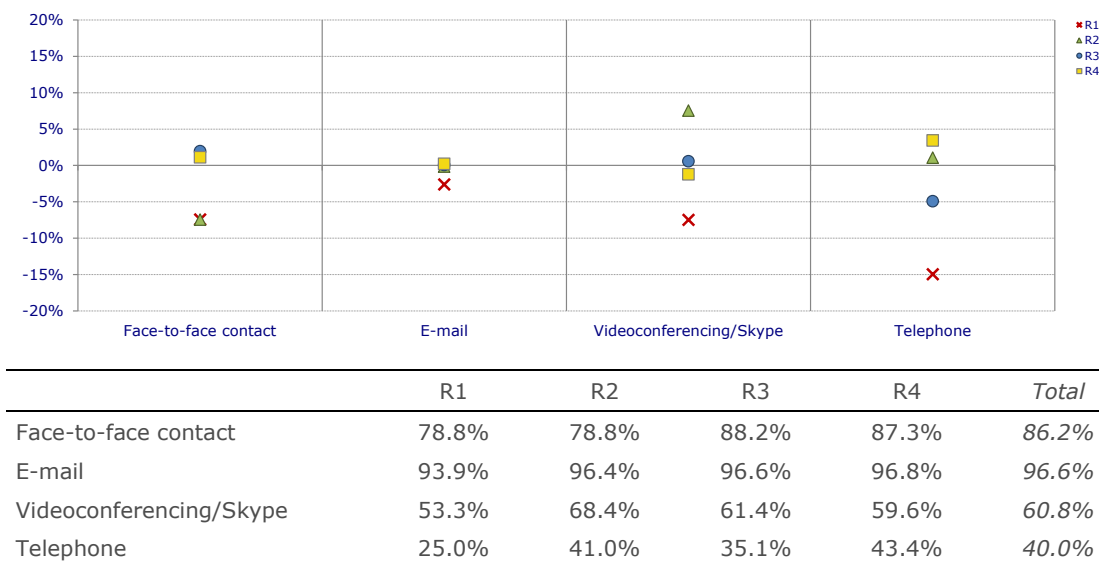 20%
15%
10%
5%
0%
-5%
-10%
-15%
-20%
R1
R2
R3
R4
Face-to-face contact E-mail Videoconferencing/Skype Telephone
R1 R2 R3 R4 Total
Face-to-face contact 78.8% 78.8% 88.2% 87.3% 86.2%
E-mail 93.9% 96.4% 96.6% 96.8% 96.6%
Videoconferencing/Skype 53.3% 68.4% 61.4% 59.6% 60.8%
Telephone 25.0% 41.0% 35.1% 43.4% 40.0%